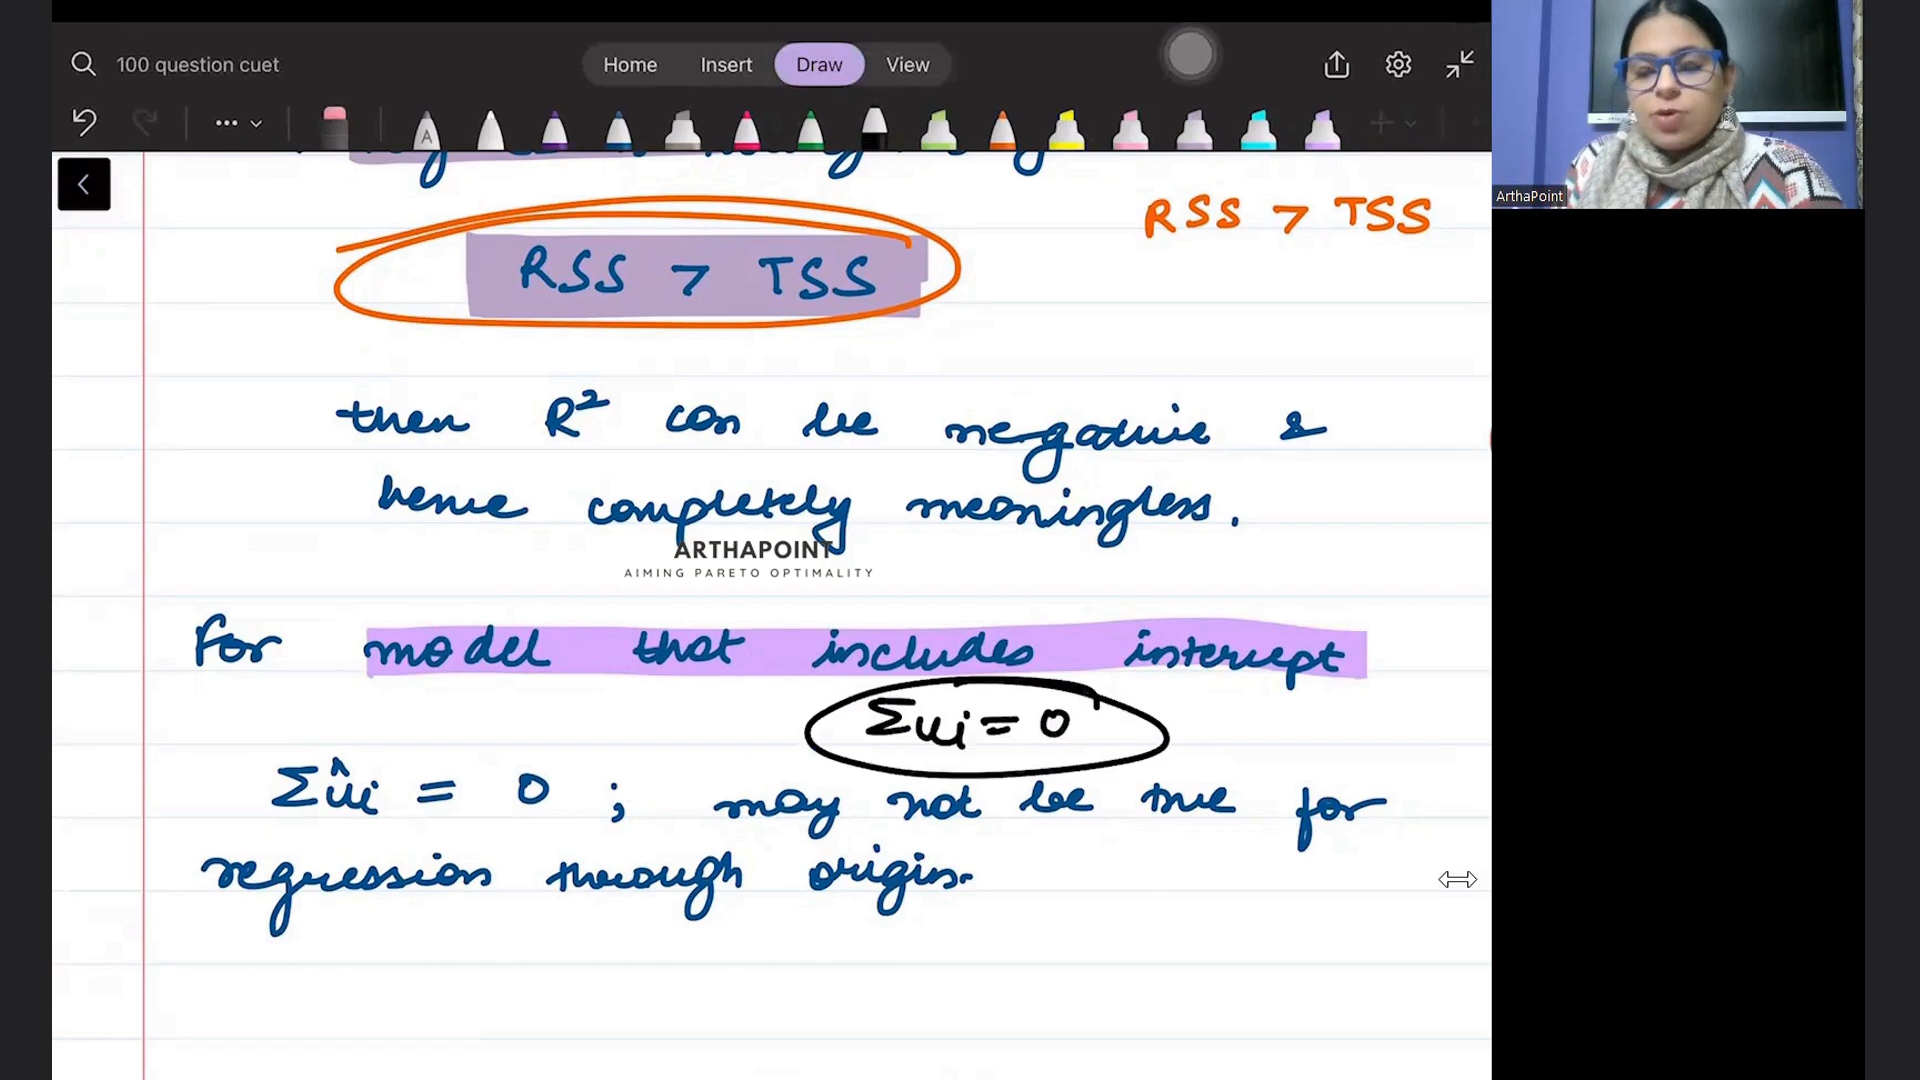 100 question cuet
Home Insert Draw View
A
ArthaPoint
RSS > TSS
RSS > TSS
then R² can be negative &
hence completely meaningless.
ARTHAPOINT
AIMING PARETO OPTIMALITY
For model that includes intercept
Σui = 0
Σûi = 0 ; may not be true for
regression through origin.